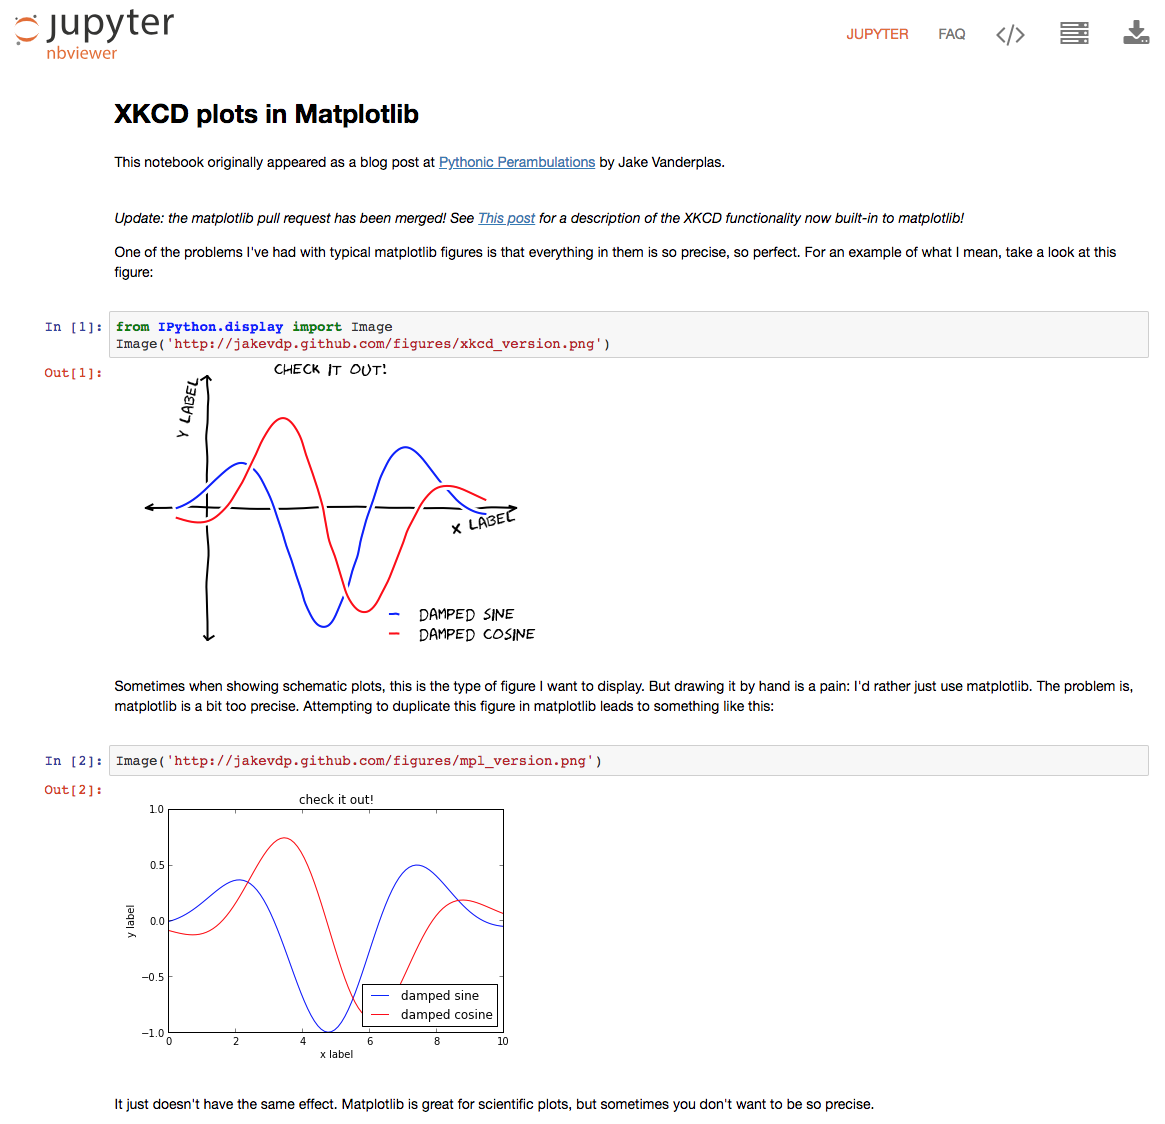 jupyter
nbviewer
JUPYTER FAQ </>
XKCD plots in Matplotlib
This notebook originally appeared as a blog post at Pythonic Perambulations by Jake Vanderplas.
Update: the matplotlib pull request has been merged! See This post for a description of the XKCD functionality now built-in to matplotlib!
One of the problems I've had with typical matplotlib figures is that everything in them is so precise, so perfect. For an example of what I mean, take a look at this
figure:
In [1]: from IPython.display import Image
Image('http://jakevdp.github.com/figures/xkcd_version.png')
Out[1]:
CHECK IT OUT!
Y LABEL
X LABEL
DAMPED SINE
DAMPED COSINE
Sometimes when showing schematic plots, this is the type of figure I want to display. But drawing it by hand is a pain: I'd rather just use matplotlib. The problem is,
matplotlib is a bit too precise. Attempting to duplicate this figure in matplotlib leads to something like this:
In [2]: Image('http://jakevdp.github.com/figures/mpl_version.png')
Out[2]:
check it out!
1.0
0.5
0.0
−0.5
−1.0
y label
damped sine
damped cosine
0 2 4 6 8 10
x label
It just doesn't have the same effect. Matplotlib is great for scientific plots, but sometimes you don't want to be so precise.